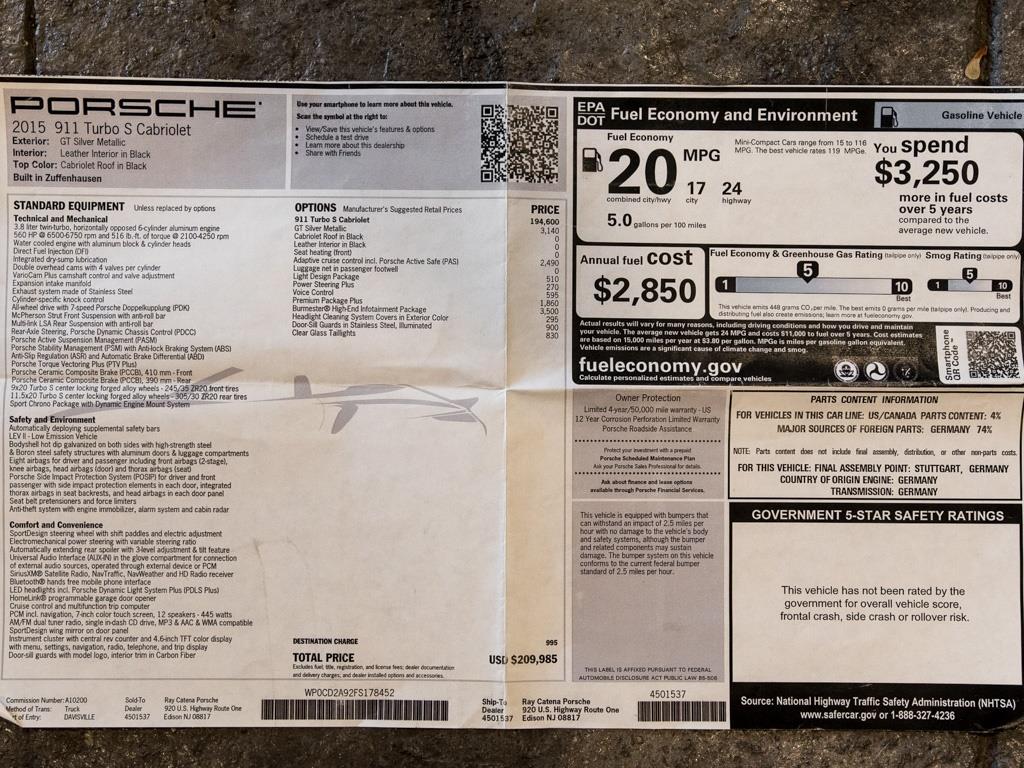 PORSCHE
2015 911 Turbo S Cabriolet
Exterior: GT Silver Metallic
Interior: Leather Interior in Black
Top Color: Cabriolet Roof in Black
Built in Zuffenhausen
Use your smartphone to learn more about this vehicle.
Scan the symbol at the right to:
• View/Save this vehicle's features & options
• Schedule a test drive
• Learn more about this dealership
• Share with Friends
STANDARD EQUIPMENT Unless replaced by options
Technical and Mechanical
3.8 liter twin-turbo, horizontally opposed 6-cylinder aluminum engine
560 HP @ 6500-6750 rpm and 516 lb.-ft. of torque @ 2100-4250 rpm
Water cooled engine with aluminum block & cylinder heads
Direct Fuel Injection (DFI)
Integrated dry-sump lubrication
Double overhead cams with 4 valves per cylinder
VarioCam Plus camshaft control and valve adjustment
Expansion intake manifold
Exhaust system made of Stainless Steel
Cylinder-specific knock control
All-wheel drive with 7-speed Porsche Doppelkupplung (PDK)
McPherson Strut Front Suspension with anti-roll bar
Multi-link LSA Rear Suspension with anti-roll bar
Rear-Axle Steering, Porsche Dynamic Chassis Control (PDCC)
Porsche Active Suspension Management (PASM)
Porsche Stability Management (PSM) with Anti-lock Braking System (ABS)
Anti-Slip Regulation (ASR) and Automatic Brake Differential (ABD)
Porsche Torque Vectoring Plus (PTV Plus)
Porsche Ceramic Composite Brake (PCCB), 410 mm - Front
Porsche Ceramic Composite Brake (PCCB), 390 mm - Rear
9x20 Turbo S center locking forged alloy wheels - 245/35 ZR20 front tires
11.5x20 Turbo S center locking forged alloy wheels - 305/30 ZR20 rear tires
Sport Chrono Package with Dynamic Engine Mount System
Safety and Environment
Automatically deploying supplemental safety bars
LEV II - Low Emission Vehicle
Bodyshell hot dip galvanized on both sides with high-strength steel
& Boron steel safety structures with aluminum doors & luggage compartments
Eight airbags for driver and passenger including front airbags (2-stage),
knee airbags, head airbags (door) and thorax airbags (seat)
Porsche Side Impact Protection System (POSIP) for driver and front
passenger with side impact protection elements in each door, integrated
thorax airbags in seat backrests, and head airbags in each door panel
Seat belt pretensioners and force limiters
Anti-theft system with engine immobilizer, alarm system and cabin radar
Comfort and Convenience
SportDesign steering wheel with shift paddles and electric adjustment
Electromechanical power steering with variable steering ratio
Automatically extending rear spoiler with 3-level adjustment & tilt feature
Universal Audio Interface (AUX-IN) in the glove compartment for connection
of external audio sources, operated through external device or PCM
SiriusXM® Satellite Radio, NavTraffic, NavWeather and HD Radio receiver
Bluetooth® hands free mobile phone interface
LED headlights incl. Porsche Dynamic Light System Plus (PDLS Plus)
HomeLink® programmable garage door opener
Cruise control and multifunction trip computer
PCM incl. navigation, 7-inch color touch screen, 12 speakers - 445 watts
AM/FM dual tuner radio, single in-dash CD drive, MP3 & AAC & WMA compatible
SportDesign wing mirror on door panel
Instrument cluster with central rev counter and 4.6-inch TFT color display
with menu, settings, navigation, radio, telephone, and trip display
Door-sill guards with model logo, interior trim in Carbon Fiber
OPTIONS Manufacturer's Suggested Retail Prices PRICE
911 Turbo S Cabriolet 194,600
GT Silver Metallic 3,140
Cabriolet Roof in Black 0
Leather Interior in Black 0
Seat heating (front) 0
Adaptive cruise control incl. Porsche Active Safe (PAS) 2,490
Luggage net in passenger footwell 0
Light Design Package 510
Power Steering Plus 270
Voice Control 595
Premium Package Plus 1,860
Burmester® High-End Infotainment Package 3,500
Headlight Cleaning System Covers in Exterior Color 295
Door-Sill Guards in Stainless Steel, Illuminated 900
Clear Glass Taillights 830
DESTINATION CHARGE 995
TOTAL PRICE USD $209,985
Excludes fuel, title, registration, and license fees; dealer documentation
and delivery charges; and dealer installed options and accessories.
Commission Number: A10200
Method of Trans: Truck
t of Entry: DAVISVILLE
Sold-To Ray Catena Porsche
Dealer 920 U.S. Highway Route One
4501537 Edison NJ 08817
WP0CD2A92FS178452
Ship-To Ray Catena Porsche
Dealer 920 U.S. Highway Route One
4501537 Edison NJ 08817
4501537
EPA
DOT Fuel Economy and Environment
Gasoline Vehicle
Fuel Economy
20 MPG
combined city/hwy
17 city
24 highway
5.0 gallons per 100 miles
Mini-Compact Cars range from 15 to 116
MPG. The best vehicle rates 119 MPGe.
You spend
$3,250
more in fuel costs
over 5 years
compared to the
average new vehicle.
Annual fuel cost
$2,850
Fuel Economy & Greenhouse Gas Rating (tailpipe only)
5
1 10
Best
Smog Rating (tailpipe only)
5
1 10
Best
This vehicle emits 448 grams CO₂ per mile. The best emits 0 grams per mile (tailpipe only). Producing and
distributing fuel also create emissions; learn more at fueleconomy.gov.
Actual results will vary for many reasons, including driving conditions and how you drive and maintain
your vehicle. The average new vehicle gets 24 MPG and costs $11,000 to fuel over 5 years. Cost estimates
are based on 15,000 miles per year at $3.80 per gallon. MPGe is miles per gasoline gallon equivalent.
Vehicle emissions are a significant cause of climate change and smog.
fueleconomy.gov
Calculate personalized estimates and compare vehicles
Smartphone
QR Code™
Owner Protection
Limited 4-year/50,000 mile warranty - US
12 Year Corrosion Perforation Limited Warranty
Porsche Roadside Assistance
Protect your investment with a prepaid
Porsche Scheduled Maintenance Plan
Ask your Porsche Sales Professional for details.
Ask about finance and lease options
available through Porsche Financial Services.
This vehicle is equipped with bumpers that
can withstand an impact of 2.5 miles per
hour with no damage to the vehicle's body
and safety systems, although the bumper
and related components may sustain
damage. The bumper system on this vehicle
conforms to the current federal bumper
standard of 2.5 miles per hour.
THIS LABEL IS AFFIXED PURSUANT TO FEDERAL
AUTOMOBILE DISCLOSURE ACT PUBLIC LAW 85-506
PARTS CONTENT INFORMATION
FOR VEHICLES IN THIS CAR LINE: US/CANADA PARTS CONTENT: 4%
MAJOR SOURCES OF FOREIGN PARTS: GERMANY 74%
NOTE: Parts content does not include final assembly, distribution, or other non-parts costs.
FOR THIS VEHICLE: FINAL ASSEMBLY POINT: STUTTGART, GERMANY
COUNTRY OF ORIGIN ENGINE: GERMANY
TRANSMISSION: GERMANY
GOVERNMENT 5-STAR SAFETY RATINGS
This vehicle has not been rated by the
government for overall vehicle score,
frontal crash, side crash or rollover risk.
Source: National Highway Traffic Safety Administration (NHTSA)
www.safercar.gov or 1-888-327-4236